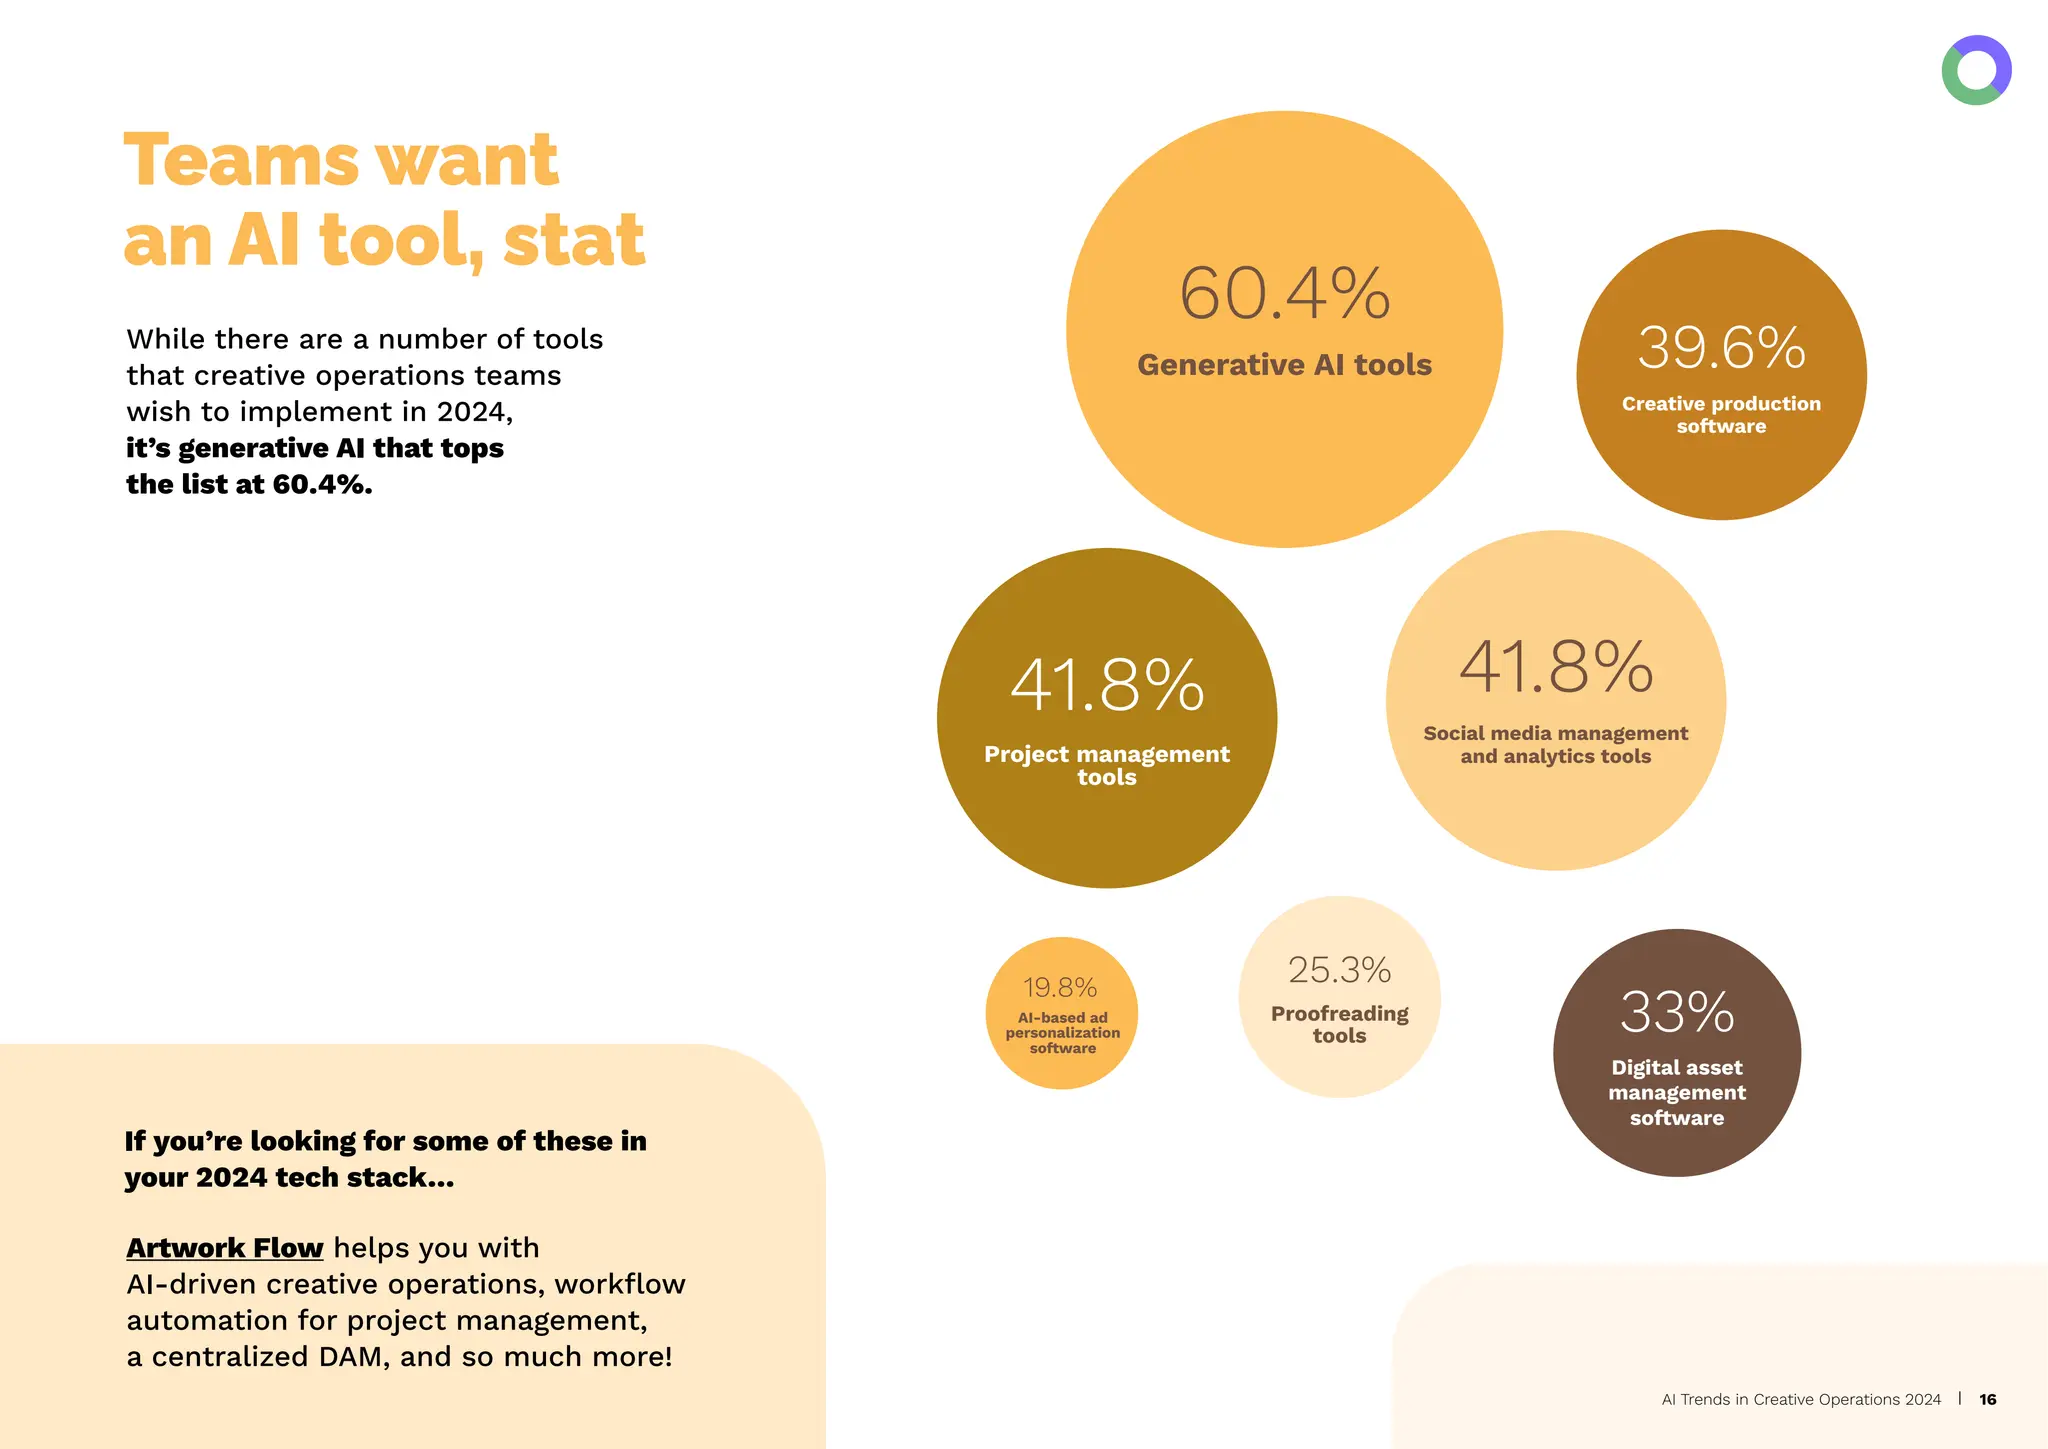 Teams want
an AI tool, stat
While there are a number of tools
that creative operations teams
wish to implement in 2024,
it’s generative AI that tops
the list at 60.4%.
60.4%
Generative AI tools
39.6%
Creative production
software
41.8%
Project management
tools
41.8%
Social media management
and analytics tools
19.8%
AI-based ad
personalization
software
25.3%
Proofreading
tools
33%
Digital asset
management
software
If you’re looking for some of these in
your 2024 tech stack...
Artwork Flow helps you with
AI-driven creative operations, workflow
automation for project management,
a centralized DAM, and so much more!
AI Trends in Creative Operations 2024 | 16